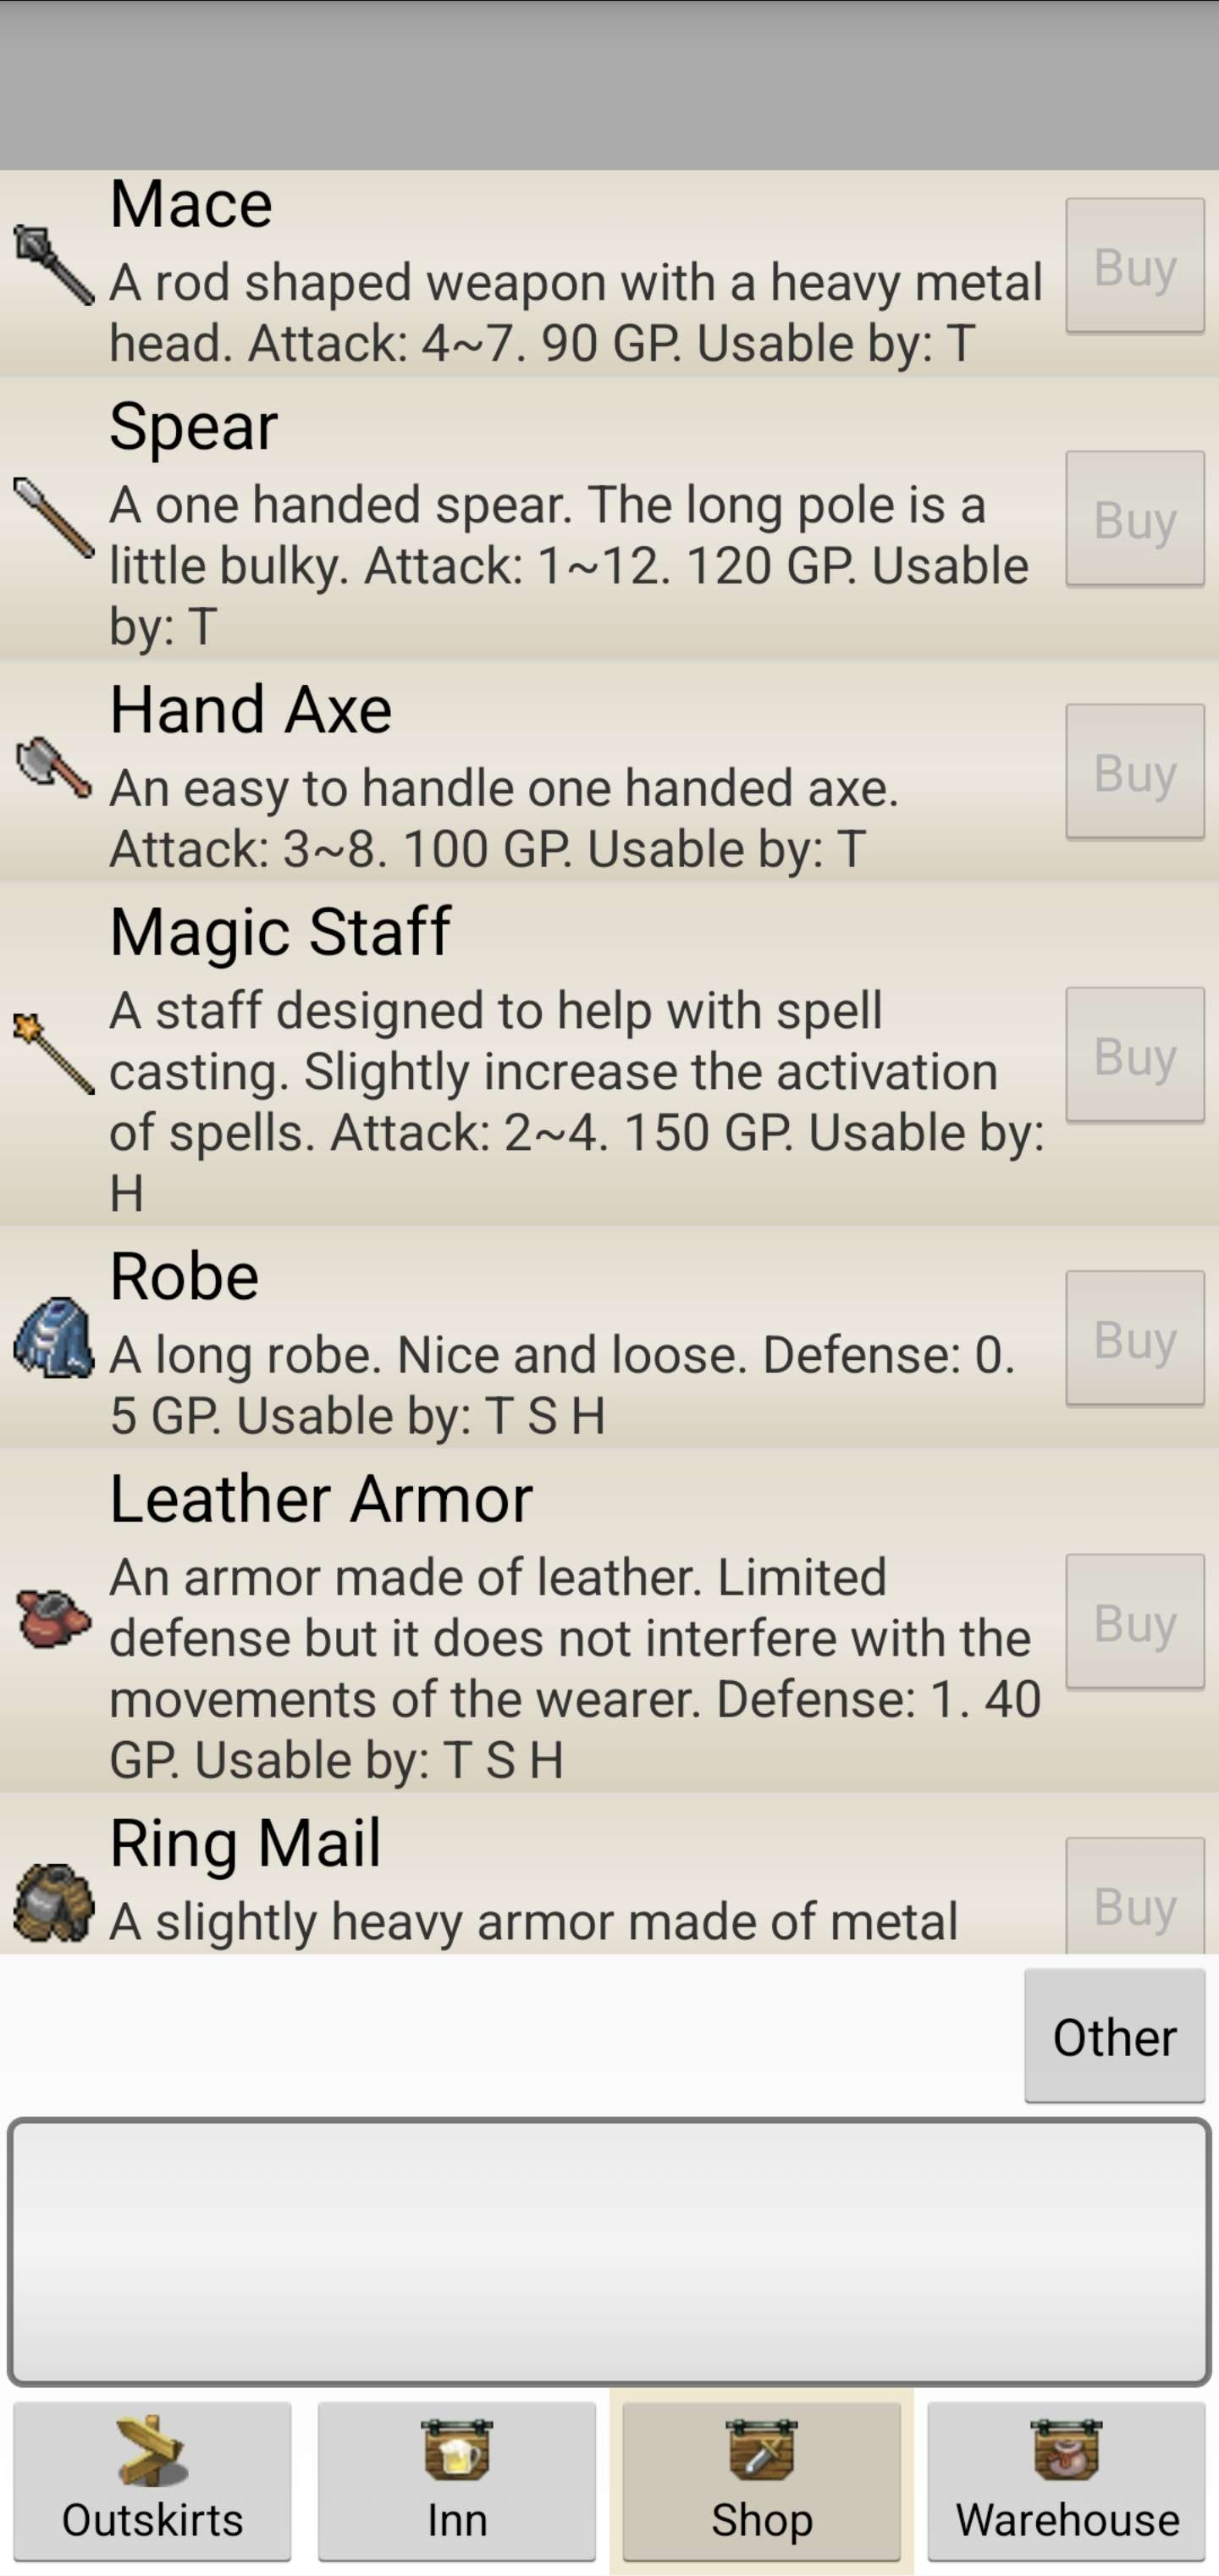 Mace
A rod shaped weapon with a heavy metal
head. Attack: 4~7. 90 GP. Usable by: T
Buy
Spear
A one handed spear. The long pole is a
little bulky. Attack: 1~12. 120 GP. Usable
by: T
Buy
Hand Axe
An easy to handle one handed axe.
Attack: 3~8. 100 GP. Usable by: T
Buy
Magic Staff
A staff designed to help with spell
casting. Slightly increase the activation
of spells. Attack: 2~4. 150 GP. Usable by:
H
Buy
Robe
A long robe. Nice and loose. Defense: 0.
5 GP. Usable by: T S H
Buy
Leather Armor
An armor made of leather. Limited
defense but it does not interfere with the
movements of the wearer. Defense: 1. 40
GP. Usable by: T S H
Buy
Ring Mail
A slightly heavy armor made of metal
Buy
Other
Outskirts
Inn
Shop
Warehouse